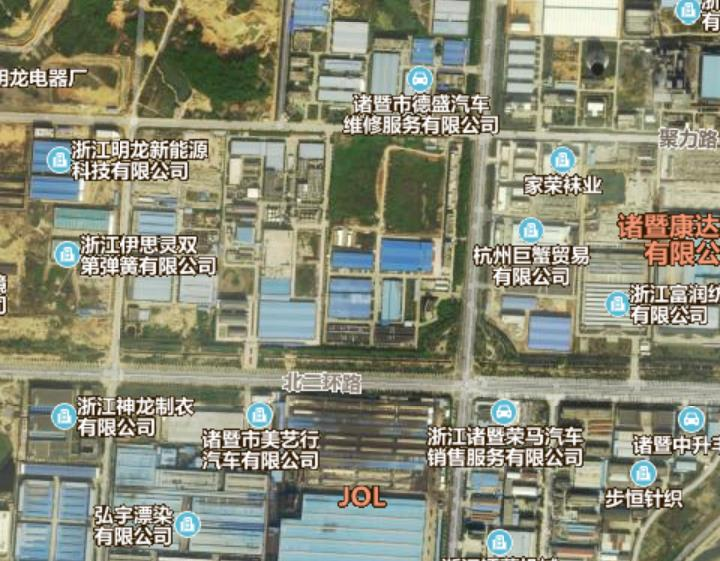 有
明龙电器厂
诸暨市德盛汽车
维修服务有限公司
聚力路
浙江明龙新能源
科技有限公司
家荣袜业
诸暨康达
有限公
浙江伊思灵双
第弹簧有限公司
杭州巨蟹贸易
有限公司
浙江富润纺
有限公司
司
北三环路
浙江神龙制衣
有限公司
诸暨市美艺行
汽车有限公司
浙江诸暨荣马汽车
销售服务有限公司
诸暨中升丰
步恒针织
JOL
弘宇漂染
有限公司